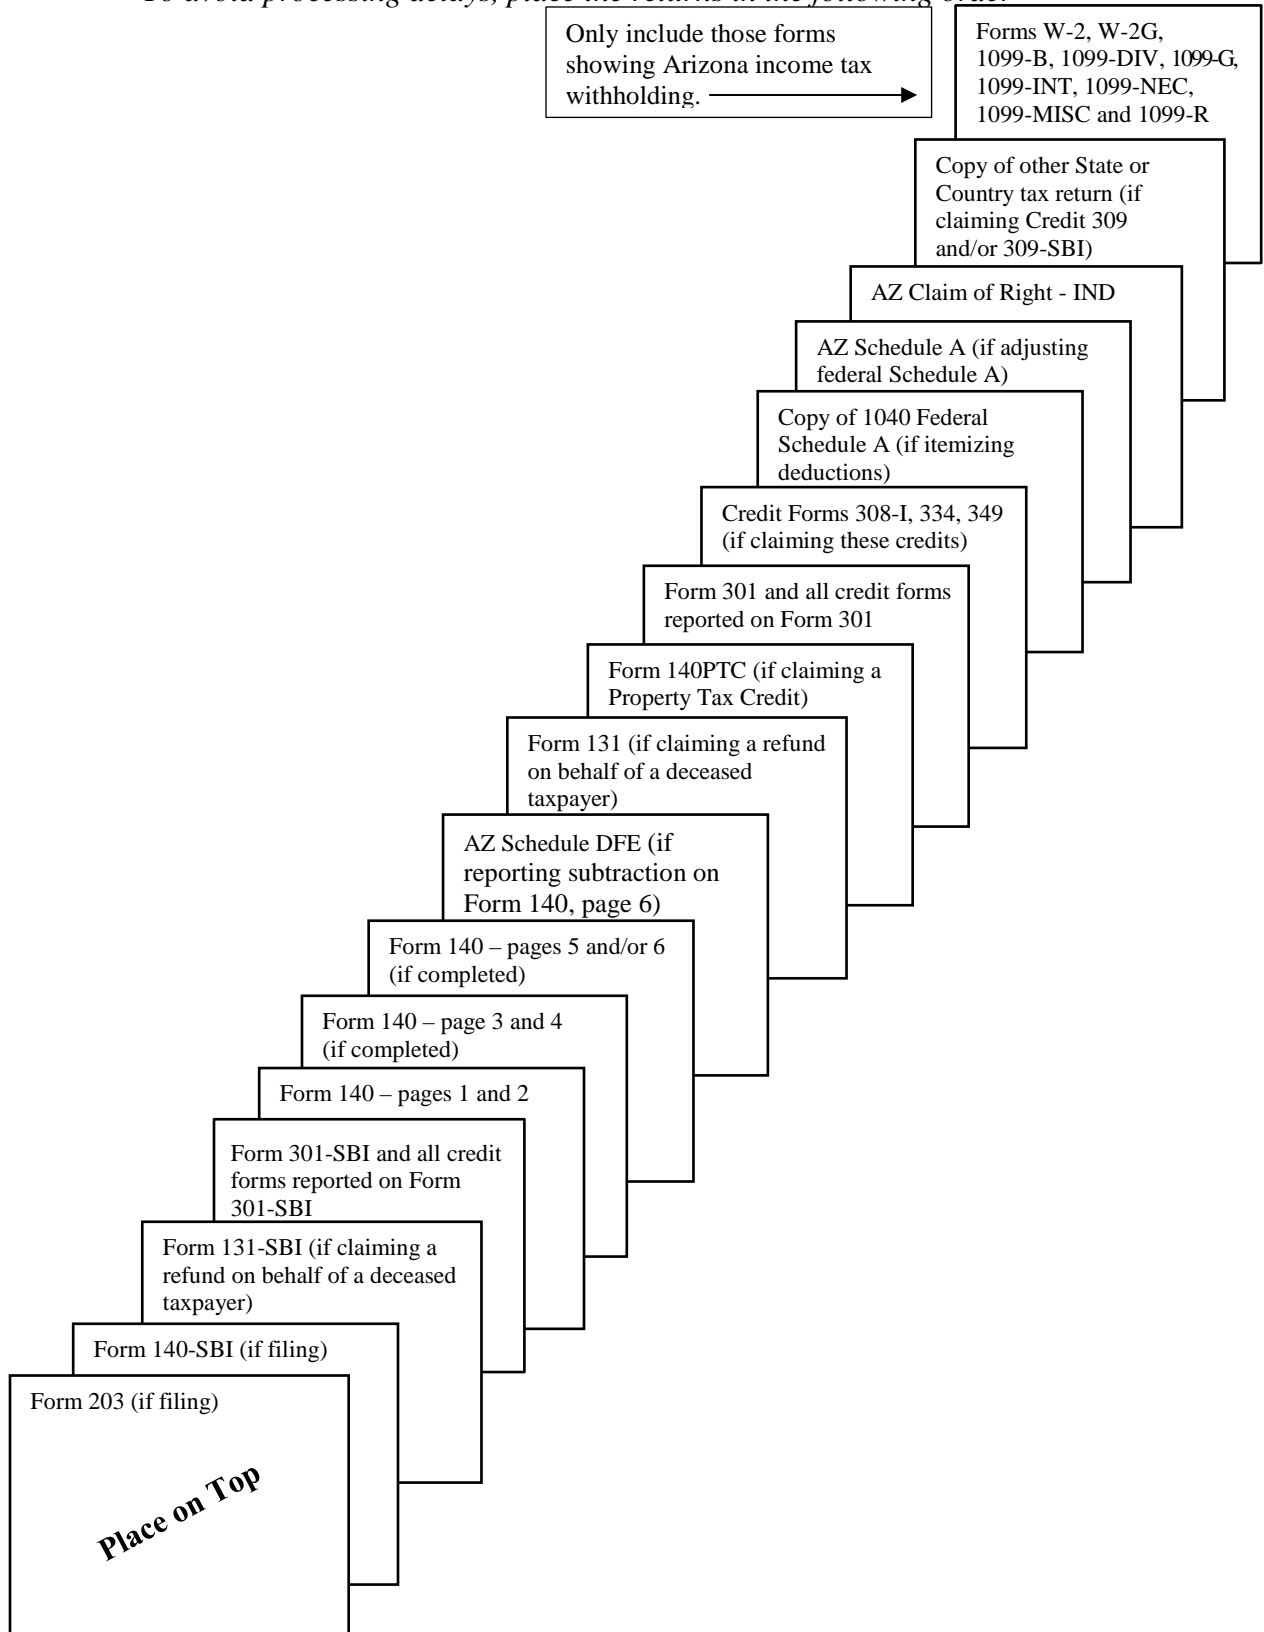 To avoid processing delays, place the returns in the following order
Only include those forms
showing Arizona income tax
withholding.
Forms W-2, W-2G,
1099-B, 1099-DIV, 1099-G,
1099-INT, 1099-NEC,
1099-MISC and 1099-R
Copy of other State or
Country tax return (if
claiming Credit 309
and/or 309-SBI)
AZ Claim of Right - IND
AZ Schedule A (if adjusting
federal Schedule A)
Copy of 1040 Federal
Schedule A (if itemizing
deductions)
Credit Forms 308-I, 334, 349
(if claiming these credits)
Form 301 and all credit forms
reported on Form 301
Form 140PTC (if claiming a
Property Tax Credit)
Form 131 (if claiming a refund
on behalf of a deceased
taxpayer)
AZ Schedule DFE (if
reporting subtraction on
Form 140, page 6)
Form 140 – pages 5 and/or 6
(if completed)
Form 140 – page 3 and 4
(if completed)
Form 140 – pages 1 and 2
Form 301-SBI and all credit
forms reported on Form
301-SBI
Form 131-SBI (if claiming a
refund on behalf of a deceased
taxpayer)
Form 140-SBI (if filing)
Form 203 (if filing)
Place on Top